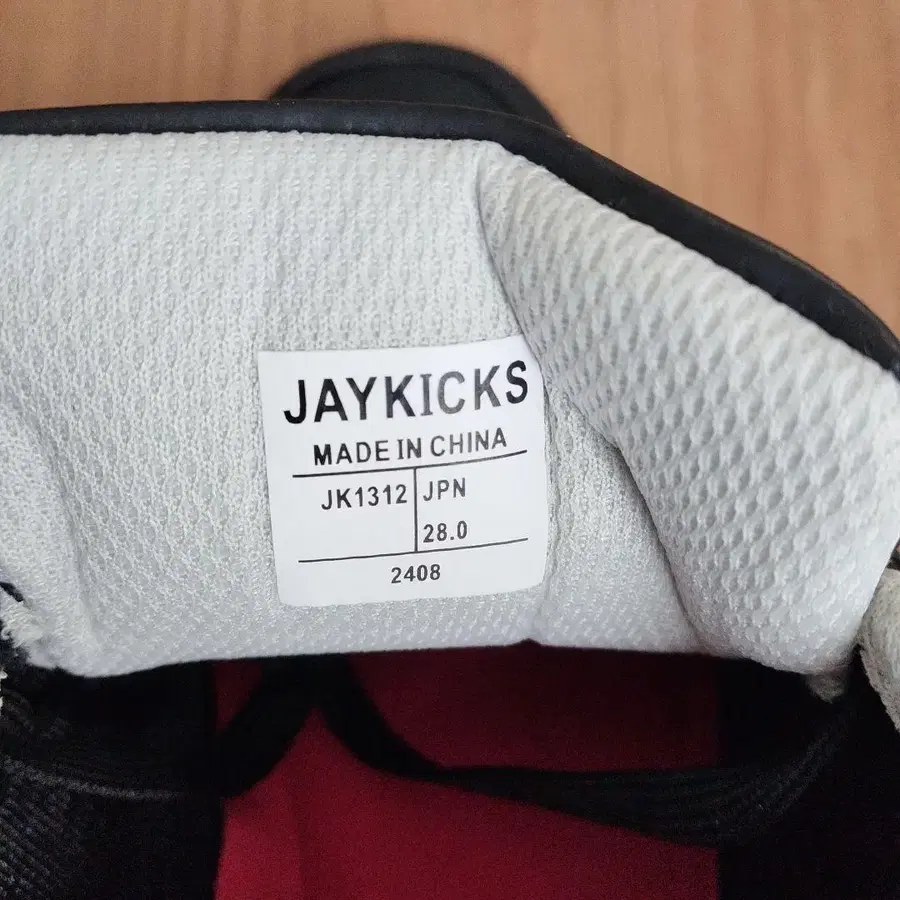 JAYKICKS
MADE IN CHINA
JK1312 JPN
28.0
2408